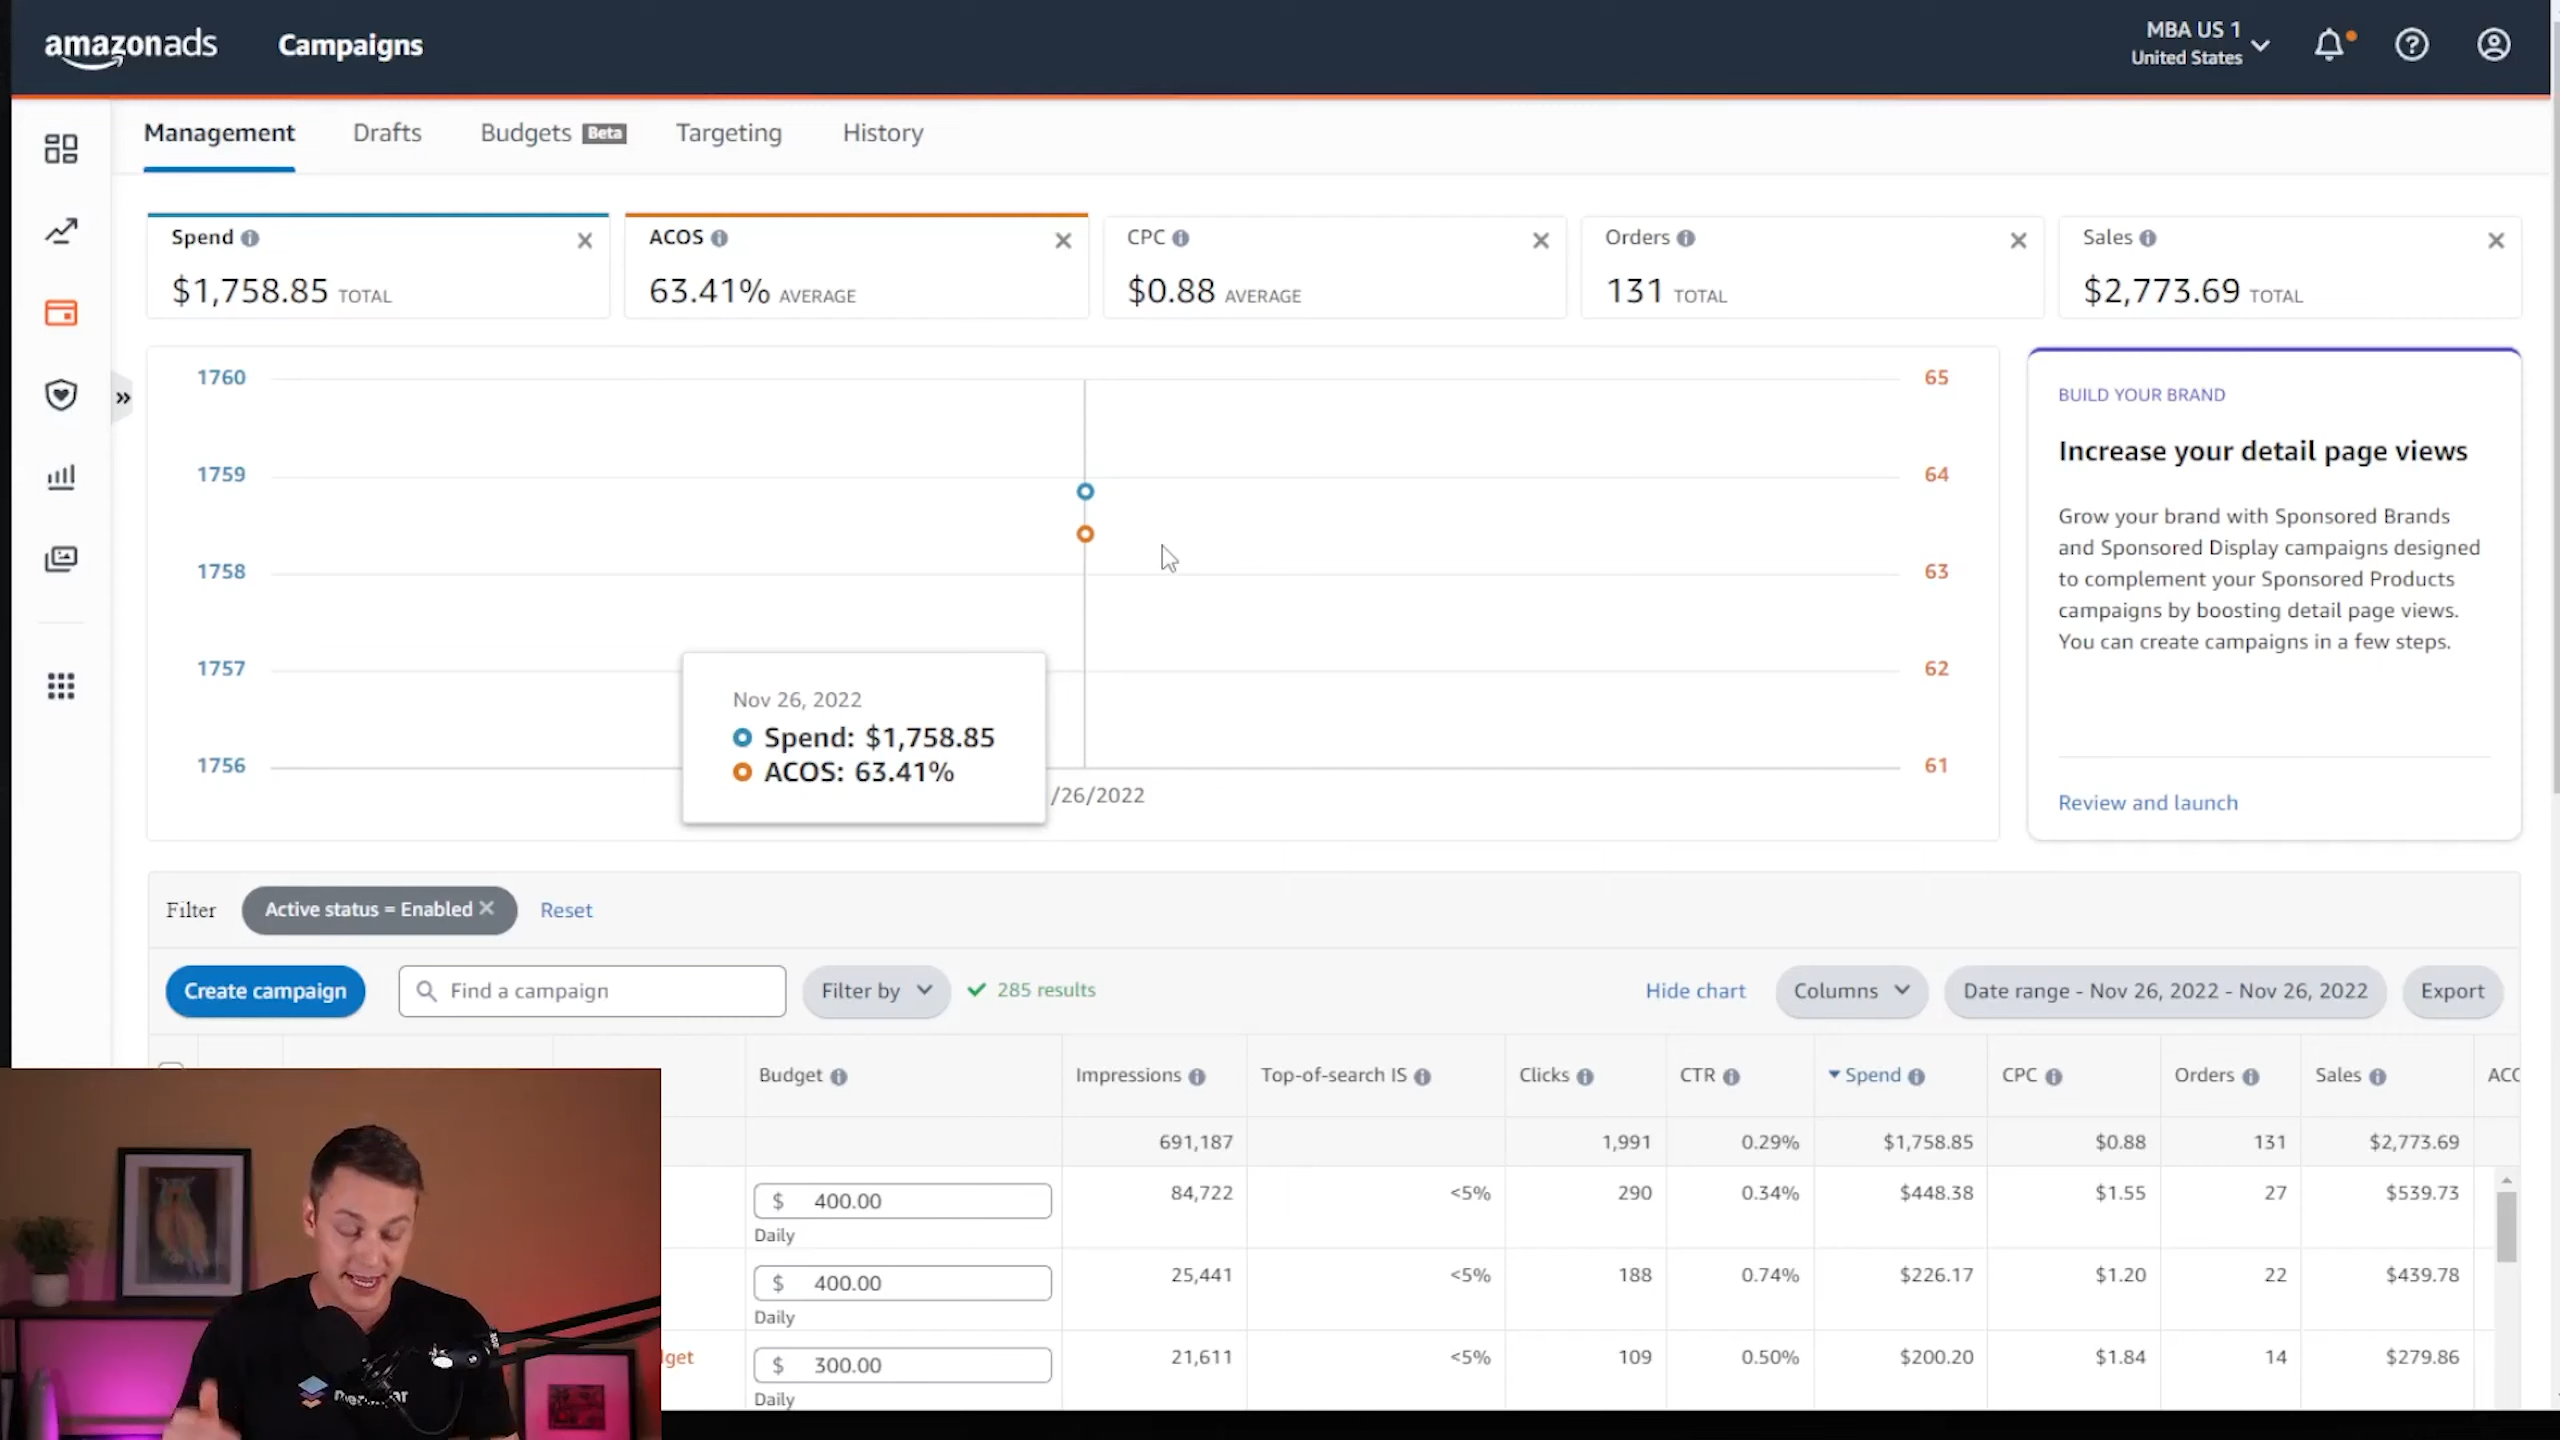 amazonads
Campaigns
MBA US 1
United States
Management
Drafts
Budgets Beta
Targeting
History
Spend
$1,758.85 TOTAL
ACOS
63.41% AVERAGE
CPC
$0.88 AVERAGE
Orders
131 TOTAL
Sales
$2,773.69 TOTAL
1760
1759
1758
1757
1756
65
64
63
62
61
Nov 26, 2022
Spend: $1,758.85
ACOS: 63.41%
/26/2022
BUILD YOUR BRAND
Increase your detail page views
Grow your brand with Sponsored Brands
and Sponsored Display campaigns designed
to complement your Sponsored Products
campaigns by boosting detail page views.
You can create campaigns in a few steps.
Review and launch
Filter
Active status = Enabled
Reset
Create campaign
Find a campaign
Filter by
285 results
Hide chart
Columns
Date range - Nov 26, 2022 - Nov 26, 2022
Export
Budget Impressions Top-of-search IS Clicks CTR Spend CPC Orders Sales ACC
691,187 1,991 0.29% $1,758.85 $0.88 131 $2,773.69
$ 400.00 84,722 <5% 290 0.34% $448.38 $1.55 27 $539.73
Daily
$ 400.00 25,441 <5% 188 0.74% $226.17 $1.20 22 $439.78
Daily
lget $ 300.00 21,611 <5% 109 0.50% $200.20 $1.84 14 $279.86
Daily